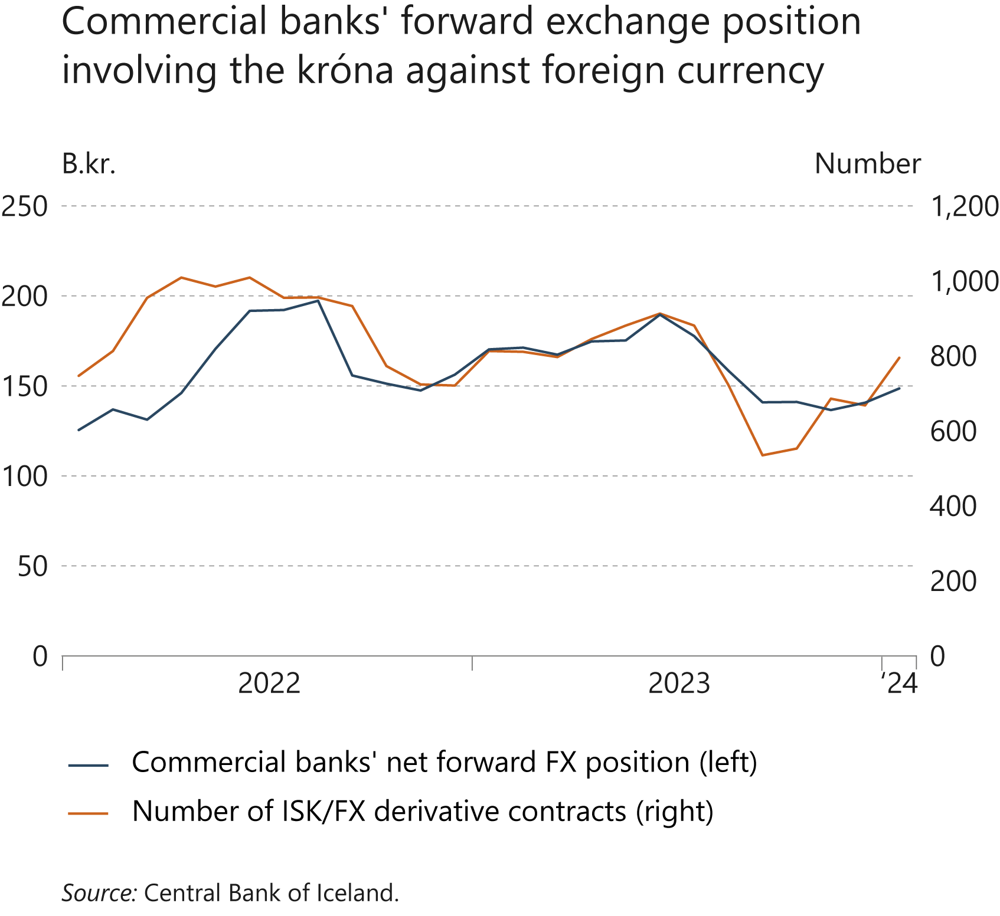 Commercial banks' forward exchange position
involving the króna against foreign currency
B.kr.
Number
250
1,200
200
1,000
150
800
100
600
50
400
0
200
0
2022
2023
‘24
Commercial banks' net forward FX position (left)
Number of ISK/FX derivative contracts (right)
Source: Central Bank of Iceland.